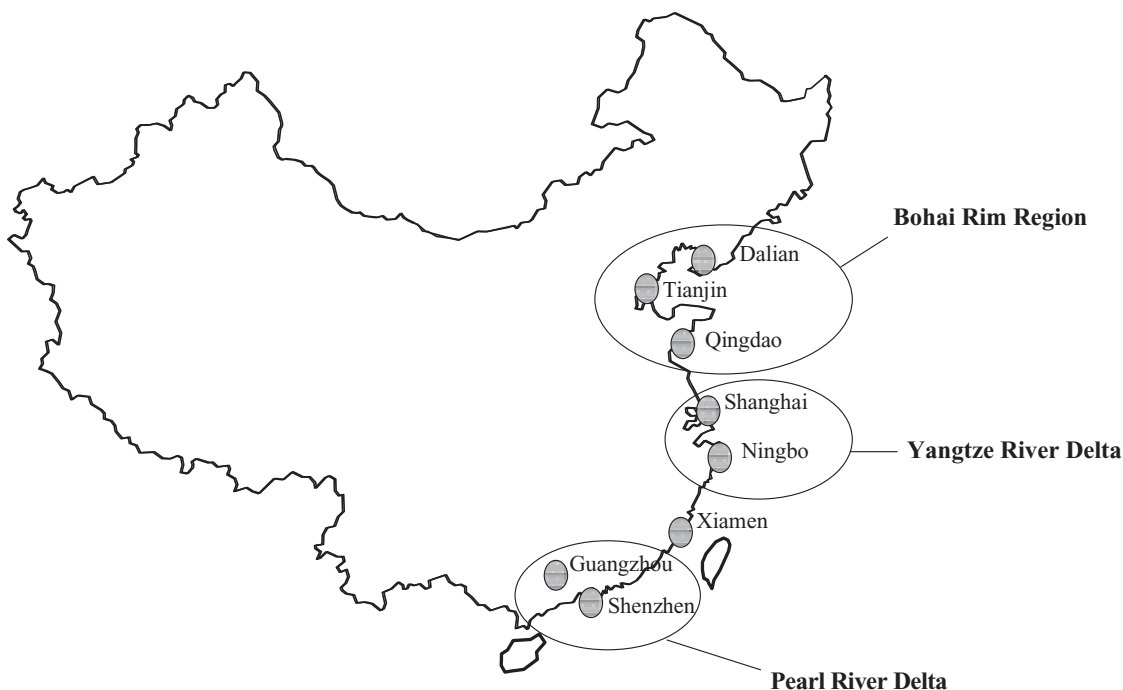 Bohai Rim Region
Dalian
Tianjin
Qingdao
Shanghai
Ningbo
Yangtze River Delta
Xiamen
Guangzhou
Shenzhen
Pearl River Delta